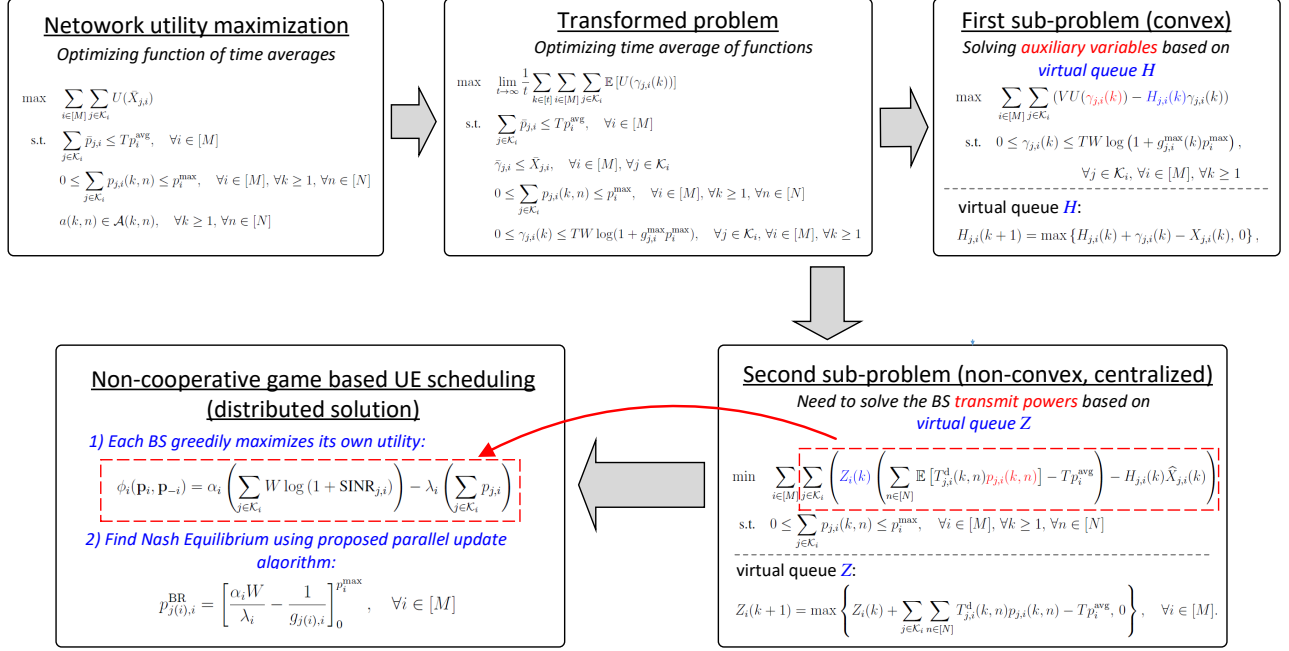 Netowork utility maximization
Optimizing function of time averages
max ∑_{i∈[M]} ∑_{j∈𝒦_i} U(X̄_{j,i})
s.t. ∑_{j∈𝒦_i} p̄_{j,i} ≤ Tp_i^{avg}, ∀i ∈ [M]
0 ≤ ∑_{j∈𝒦_i} p_{j,i}(k, n) ≤ p_i^{max}, ∀i ∈ [M], ∀k ≥ 1, ∀n ∈ [N]
a(k, n) ∈ 𝒜(k, n), ∀k ≥ 1, ∀n ∈ [N]
Transformed problem
Optimizing time average of functions
max lim_{t→∞} 1/t ∑_{k∈[t]} ∑_{i∈[M]} ∑_{j∈𝒦_i} 𝔼[U(γ_{j,i}(k))]
s.t. ∑_{j∈𝒦_i} p̄_{j,i} ≤ Tp_i^{avg}, ∀i ∈ [M]
γ̄_{j,i} ≤ X̄_{j,i}, ∀i ∈ [M], ∀j ∈ 𝒦_i
0 ≤ ∑_{j∈𝒦_i} p_{j,i}(k, n) ≤ p_i^{max}, ∀i ∈ [M], ∀k ≥ 1, ∀n ∈ [N]
0 ≤ γ_{j,i}(k) ≤ TW log(1 + g_{j,i}^{max} p_i^{max}), ∀j ∈ 𝒦_i, ∀i ∈ [M], ∀k ≥ 1
First sub-problem (convex)
Solving auxiliary variables based on
virtual queue H
max ∑_{i∈[M]} ∑_{j∈𝒦_i} (VU(γ_{j,i}(k)) − H_{j,i}(k)γ_{j,i}(k))
s.t. 0 ≤ γ_{j,i}(k) ≤ TW log (1 + g_{j,i}^{max}(k)p_i^{max}),
∀j ∈ 𝒦_i, ∀i ∈ [M], ∀k ≥ 1
virtual queue H:
H_{j,i}(k + 1) = max {H_{j,i}(k) + γ_{j,i}(k) − X_{j,i}(k), 0},
Second sub-problem (non-convex, centralized)
Need to solve the BS transmit powers based on
virtual queue Z
min ∑_{i∈[M]} ∑_{j∈𝒦_i} (Z_i(k) (∑_{n∈[N]} 𝔼[T_{j,i}^d(k, n)p_{j,i}(k, n)] − Tp_i^{avg}) − H_{j,i}(k)X̂_{j,i}(k))
s.t. 0 ≤ ∑_{j∈𝒦_i} p_{j,i}(k, n) ≤ p_i^{max}, ∀i ∈ [M], ∀k ≥ 1, ∀n ∈ [N]
virtual queue Z:
Z_i(k + 1) = max {Z_i(k) + ∑_{j∈𝒦_i} ∑_{n∈[N]} T_{j,i}^d(k, n)p_{j,i}(k, n) − Tp_i^{avg}, 0}, ∀i ∈ [M].
Non-cooperative game based UE scheduling
(distributed solution)
1) Each BS greedily maximizes its own utility:
ϕ_i(𝐩_i, 𝐩_{−i}) = α_i (∑_{j∈𝒦_i} W log (1 + SINR_{j,i})) − λ_i (∑_{j∈𝒦_i} p_{j,i})
2) Find Nash Equilibrium using proposed parallel update
algorithm:
p_{j(i),i}^{BR} = [α_i W/λ_i − 1/g_{j(i),i}]_0^{p_i^{max}}, ∀i ∈ [M]